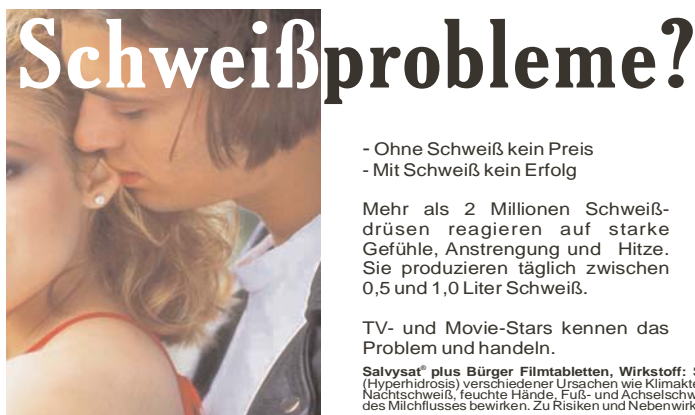 Schweißprobleme?
- Ohne Schweiß kein Preis
- Mit Schweiß kein Erfolg
Mehr als 2 Millionen Schweiß-
drüsen reagieren auf starke
Gefühle, Anstrengung und Hitze.
Sie produzieren täglich zwischen
0,5 und 1,0 Liter Schweiß.
TV- und Movie-Stars kennen das
Problem und handeln.
Salvysat® plus Bürger Filmtabletten, Wirkstoff:
(Hyperhidrosis) verschiedener Ursachen wie
Nachtschweiß, feuchte Hände, Fuß- und
des Milchflusses bewirken. Zu Risiken und